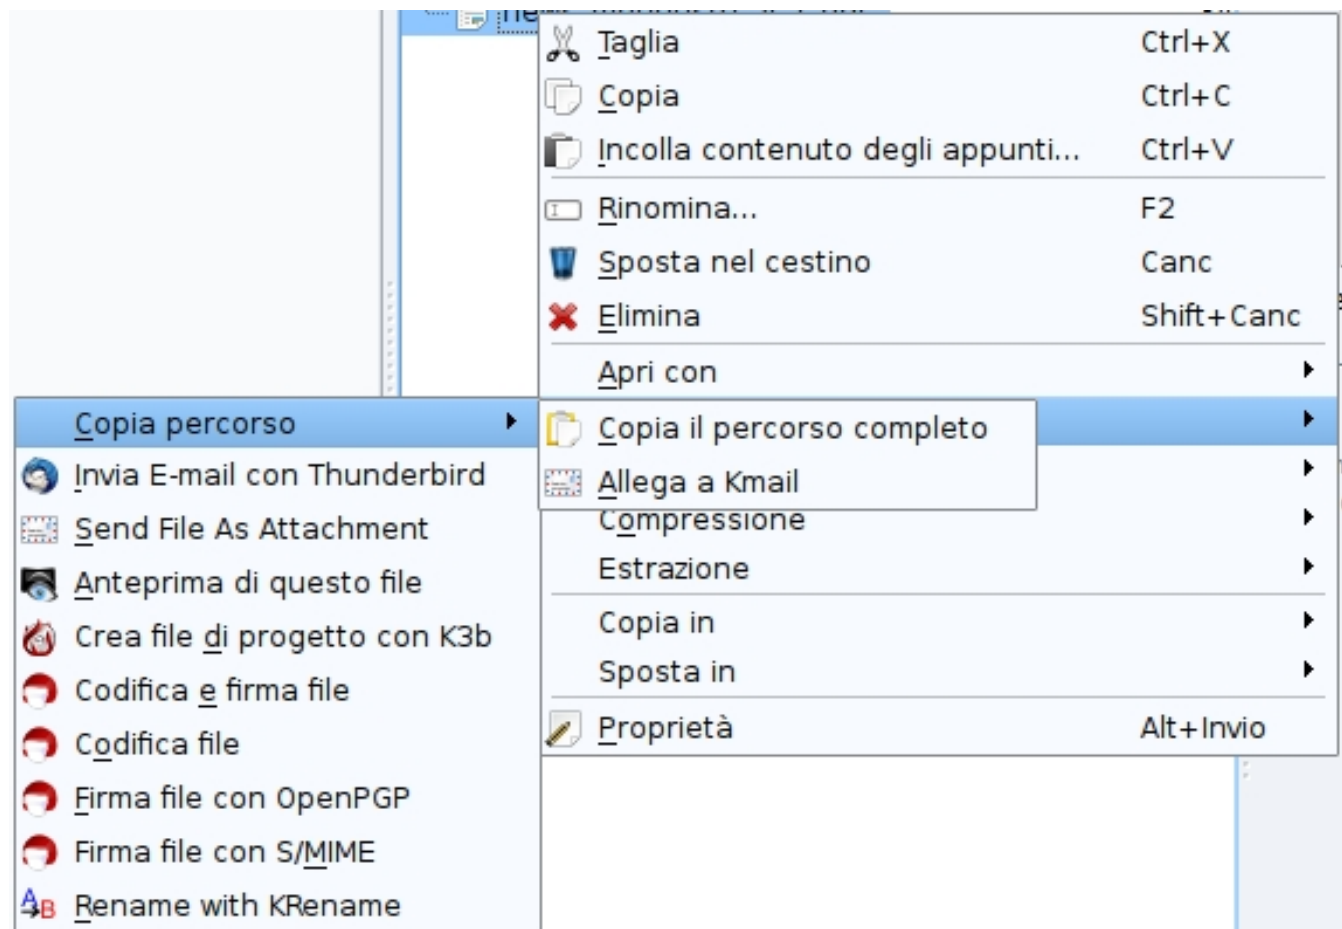 Taglia Ctrl+X
Copia Ctrl+C
Incolla contenuto degli appunti... Ctrl+V
Rinomina... F2
Sposta nel cestino Canc
Elimina Shift+Canc
Apri con
Copia percorso
Copia il percorso completo
Invia E-mail con Thunderbird
Allega a Kmail
Send File As Attachment
Compressione
Anteprima di questo file
Estrazione
Crea file di progetto con K3b
Copia in
Codifica e firma file
Sposta in
Codifica file
Proprietà Alt+Invio
Firma file con OpenPGP
Firma file con S/MIME
Rename with KRename